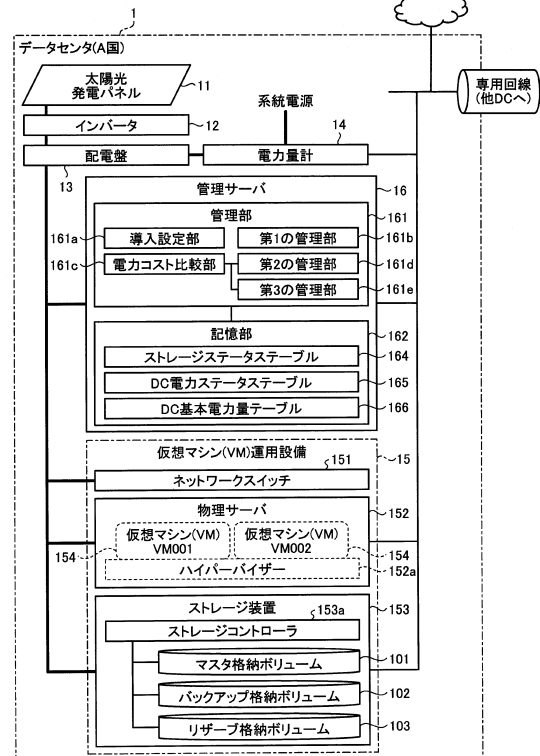 1
データセンタ(A国)
太陽光
発電パネル
11
専用回線
(他DCへ)
インバータ
12
系統電源
14
配電盤
電力量計
13
管理サーバ
16
管理部
161
161a
導入設定部
第1の管理部
161b
161c
電力コスト比較部
第2の管理部
161d
第3の管理部
161e
記憶部
162
ストレージステータステーブル
164
DC電力ステータステーブル
165
DC基本電力量テーブル
166
仮想マシン(VM)運用設備
151
15
ネットワークスイッチ
物理サーバ
152
仮想マシン(VM)
VM001
仮想マシン(VM)
VM002
154
154
ハイパーバイザー
152a
ストレージ装置
153a
153
ストレージコントローラ
マスタ格納ボリューム
101
バックアップ格納ボリューム
102
リザーブ格納ボリューム
103